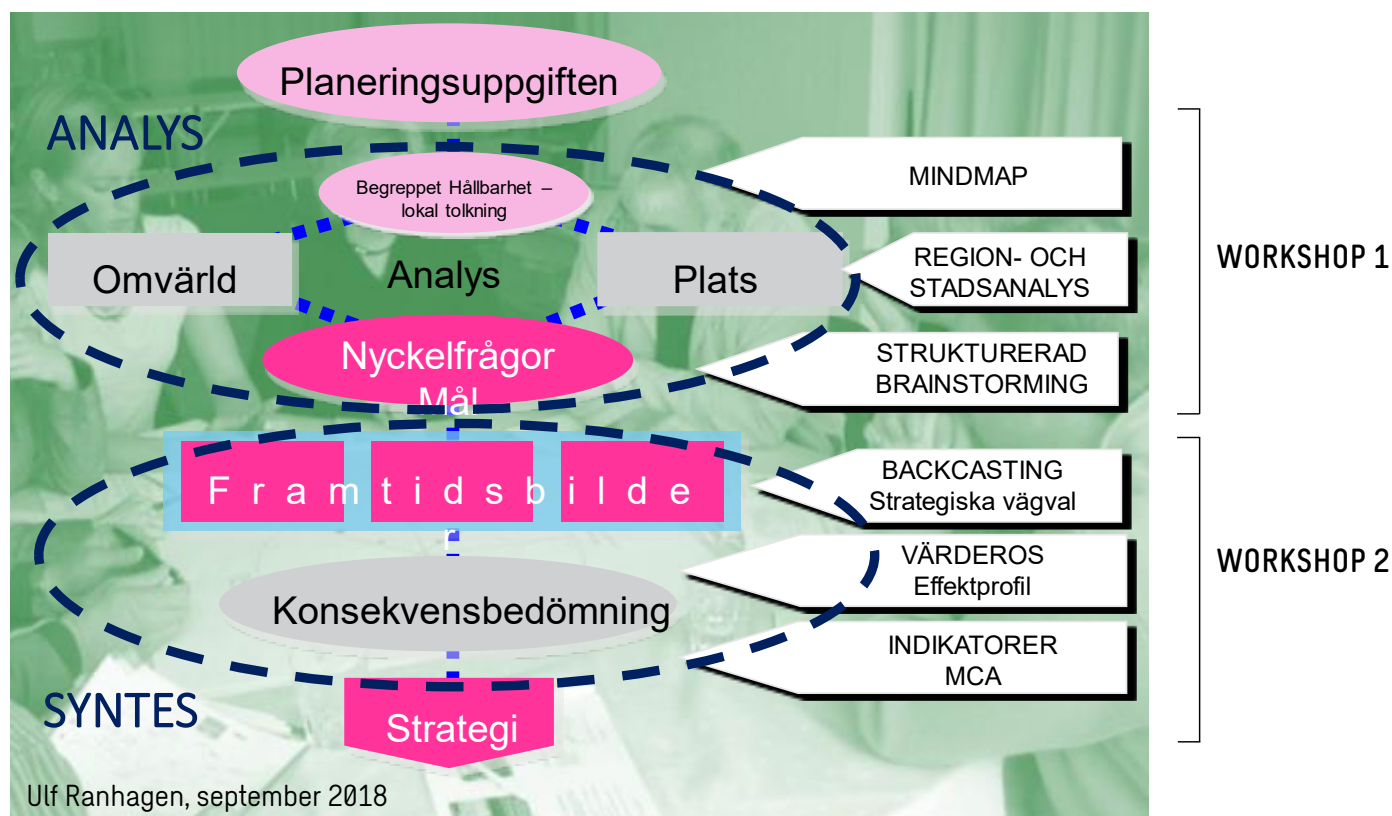 Planeringsuppgiften
ANALYS
Begreppet Hållbarhet –
lokal tolkning
Omvärld
Analys
Plats
Nyckelfrågor
Mål
Framtidsbilde
r
Konsekvensbedömning
SYNTES
Strategi
Ulf Ranhagen, september 2018
MINDMAP
REGION- OCH
STADSANALYS
STRUKTURERAD
BRAINSTORMING
WORKSHOP 1
BACKCASTING
Strategiska vägval
VÄRDEROS
Effektprofil
INDIKATORER
MCA
WORKSHOP 2